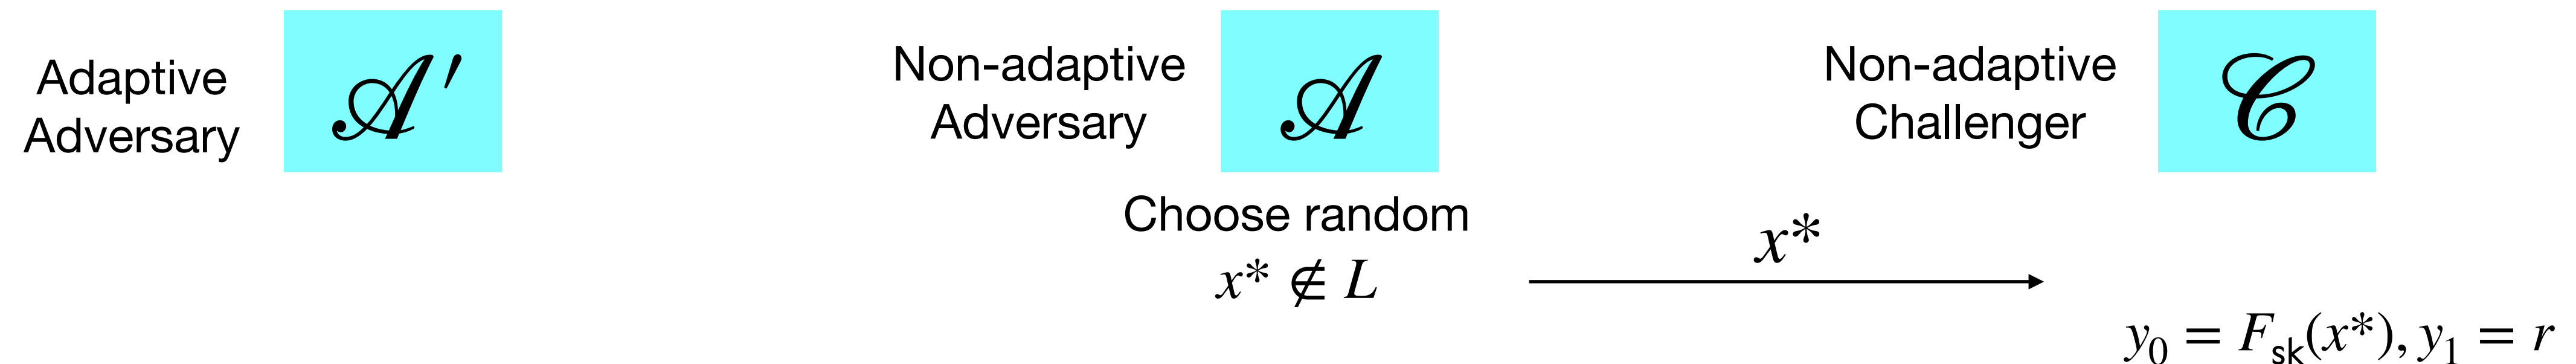 Adaptive
Adversary
𝒜′
Non-adaptive
Adversary
𝒜
Non-adaptive
Challenger
𝒞
Choose random
x* ∉ L
x*
y₀ = F_sk(x*), y₁ = r